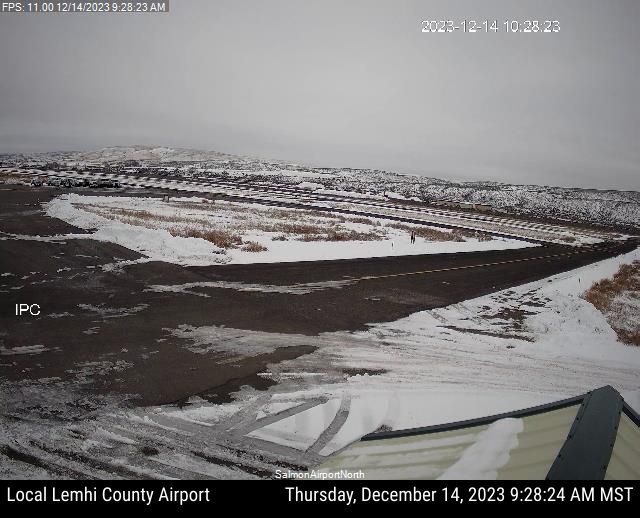 FPS: 11.00 12/14/2023 9:28:23 AM
2023-12-14 10:28:23
IPC
SalmonAirportNorth
Local Lemhi County Airport
Thursday, December 14, 2023 9:28:24 AM MST